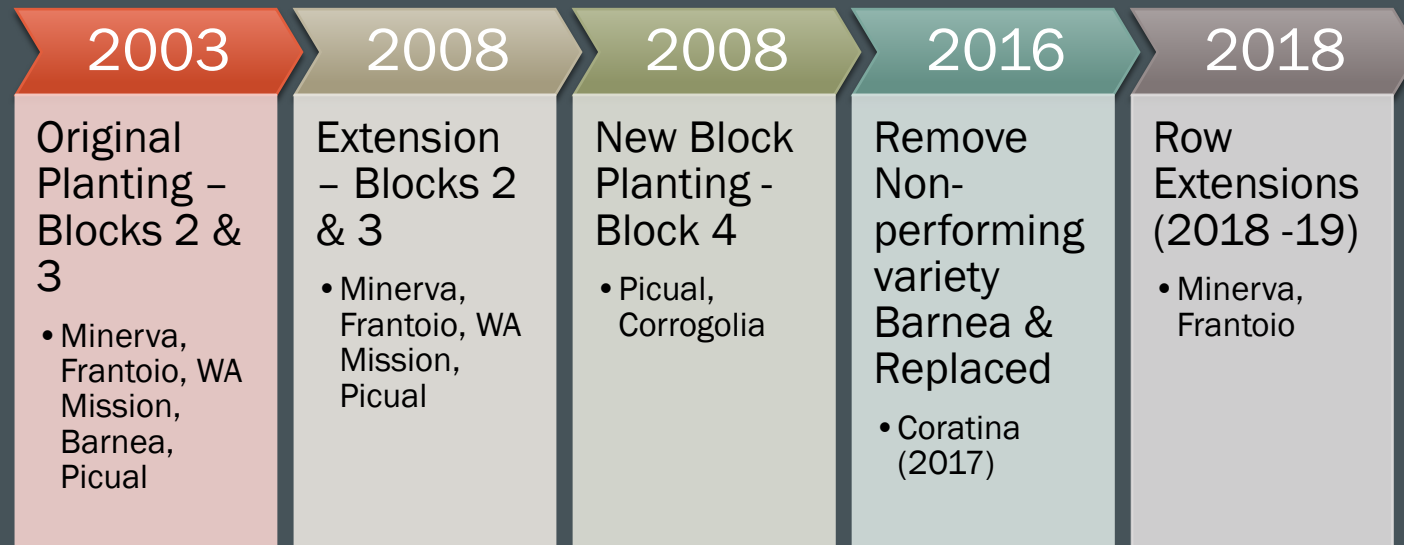 2003
Original
Planting –
Blocks 2 &
3
•Minerva,
Frantoio, WA
Mission,
Barnea,
Picual
2008
Extension
– Blocks 2
& 3
•Minerva,
Frantoio, WA
Mission,
Picual
2008
New Block
Planting -
Block 4
•Picual,
Corrogolia
2016
Remove
Non-
performing
variety
Barnea &
Replaced
•Coratina
(2017)
2018
Row
Extensions
(2018 -19)
•Minerva,
Frantoio